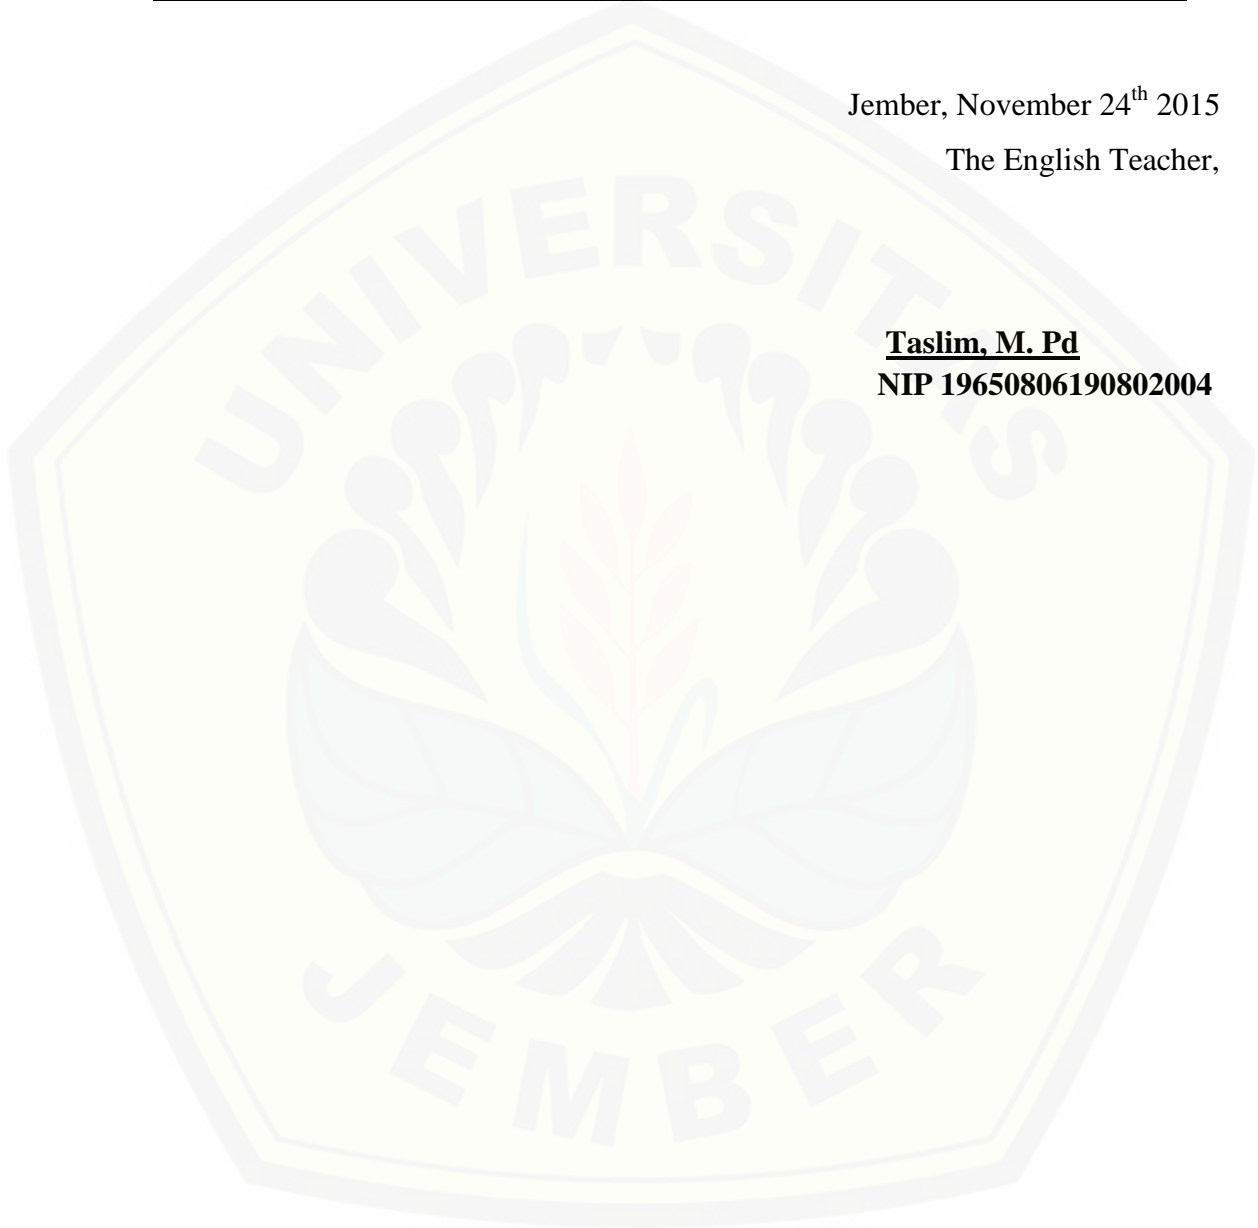 Jember, November 24th 2015
The English Teacher,
Taslim, M. Pd
NIP 19650806190802004
UNIVERSITAS
JEMBER